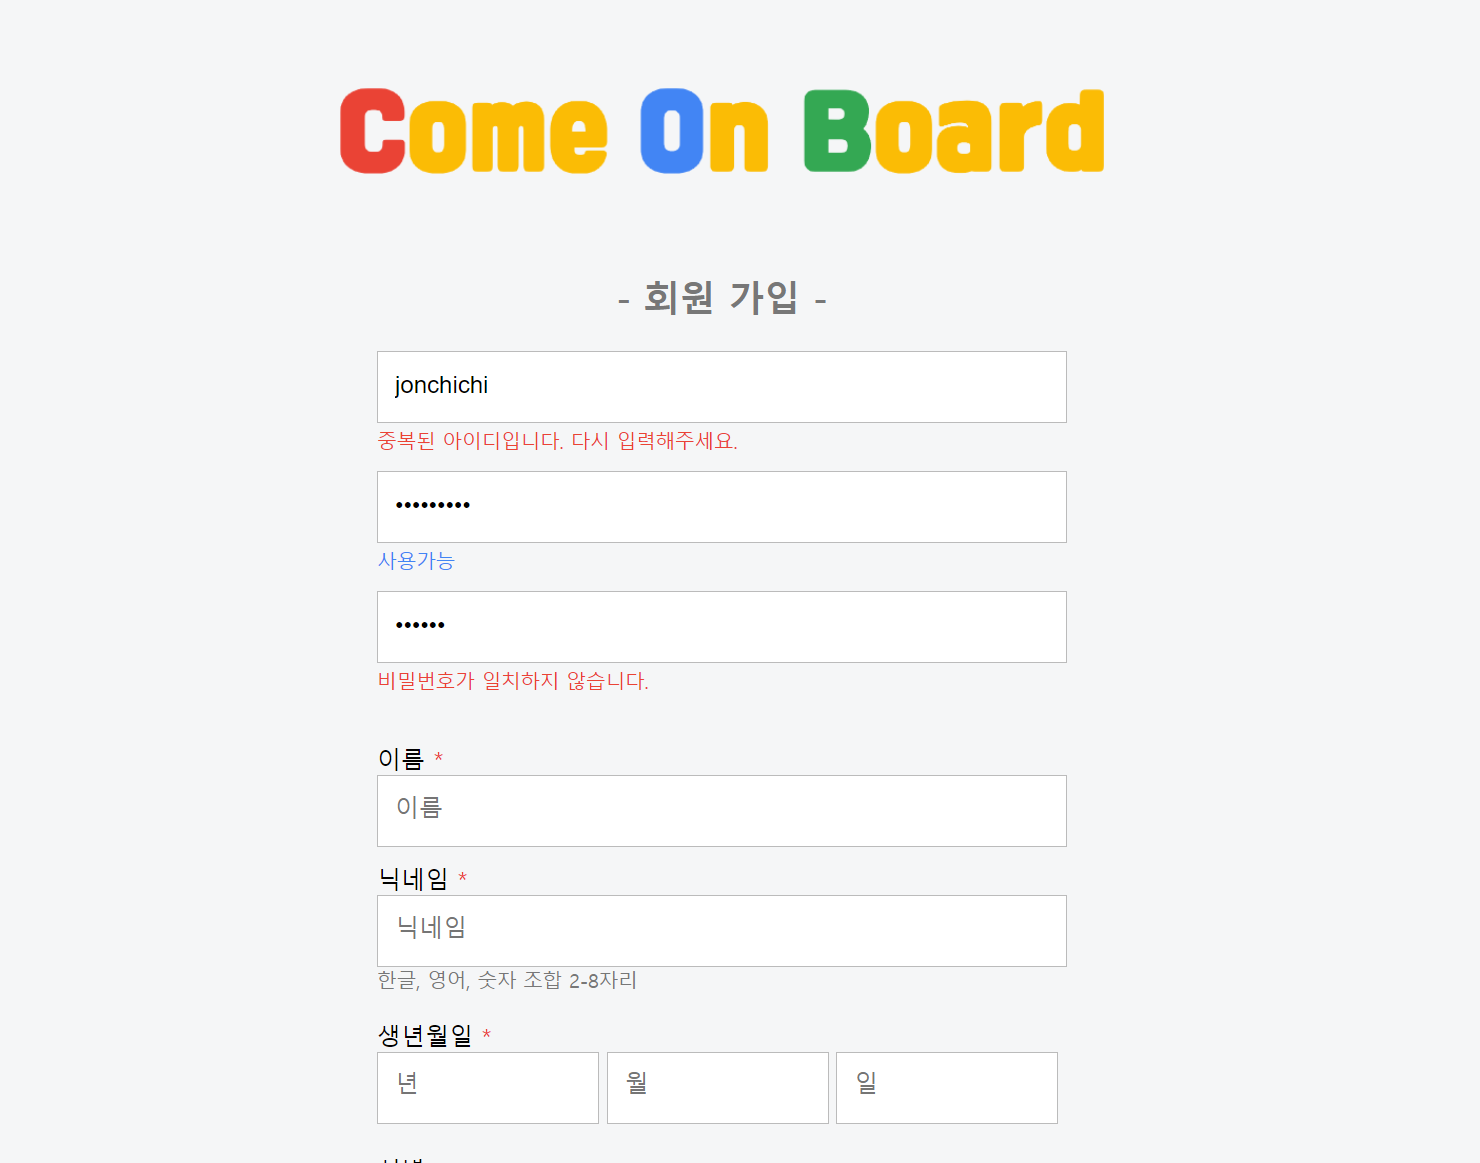 Come On Board
- 회원 가입 -
jonchichi
중복된 아이디입니다. 다시 입력해주세요.
•••••••••
사용가능
••••••
비밀번호가 일치하지 않습니다.
이름 *
이름
닉네임 *
닉네임
한글, 영어, 숫자 조합 2-8자리
생년월일 *
년 월 일